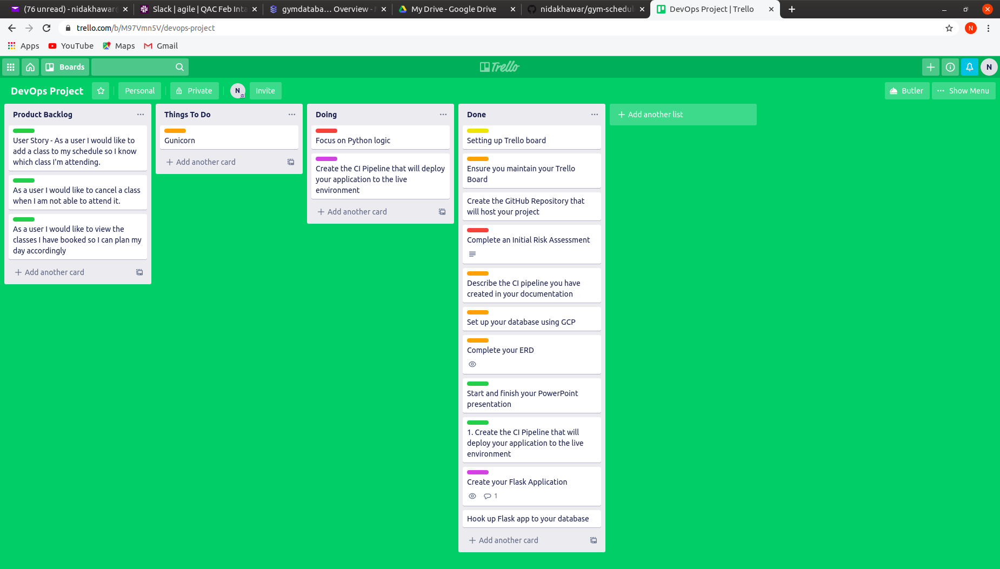 (76 unread) - nidakhawar@
Slack | agile | QAC Feb Inta
gymdataba... Overview -
My Drive - Google Drive
nidakhawar/gym-schedul
DevOps Project | Trello
trello.com/b/M97Vmn5V/devops-project
N
Apps
YouTube
Maps
Gmail
Boards
Trello
N
DevOps Project
Personal
Private
N
Invite
Butler
Show Menu
Product Backlog
User Story - As a user I would like to
add a class to my schedule so I know
which class I'm attending.
As a user I would like to cancel a class
when I am not able to attend it.
As a user I would like to view the
classes I have booked so I can plan my
day accordingly
Add another card
Things To Do
Gunicorn
Add another card
Doing
Focus on Python logic
Create the CI Pipeline that will deploy
your application to the live
environment
Add another card
Done
Setting up Trello board
Ensure you maintain your Trello
Board
Create the GitHub Repository that
will host your project
Complete an Initial Risk Assessment
Describe the CI pipeline you have
created in your documentation
Set up your database using GCP
Complete your ERD
Start and finish your PowerPoint
presentation
1. Create the CI Pipeline that will
deploy your application to the live
environment
Create your Flask Application
1
Hook up Flask app to your database
Add another card
Add another list